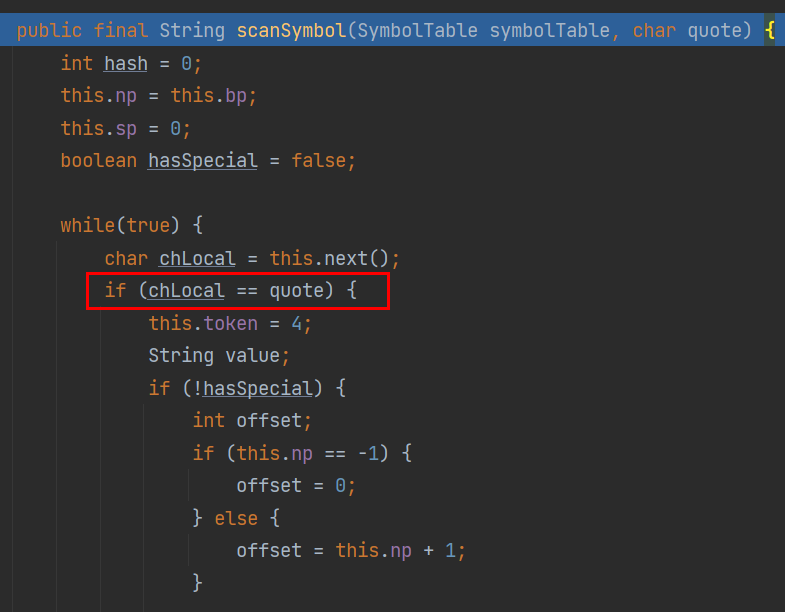 public final String scanSymbol(SymbolTable symbolTable, char quote) {
int hash = 0;
this.np = this.bp;
this.sp = 0;
boolean hasSpecial = false;
while(true) {
char chLocal = this.next();
if (chLocal == quote) {
this.token = 4;
String value;
if (!hasSpecial) {
int offset;
if (this.np == -1) {
offset = 0;
} else {
offset = this.np + 1;
}